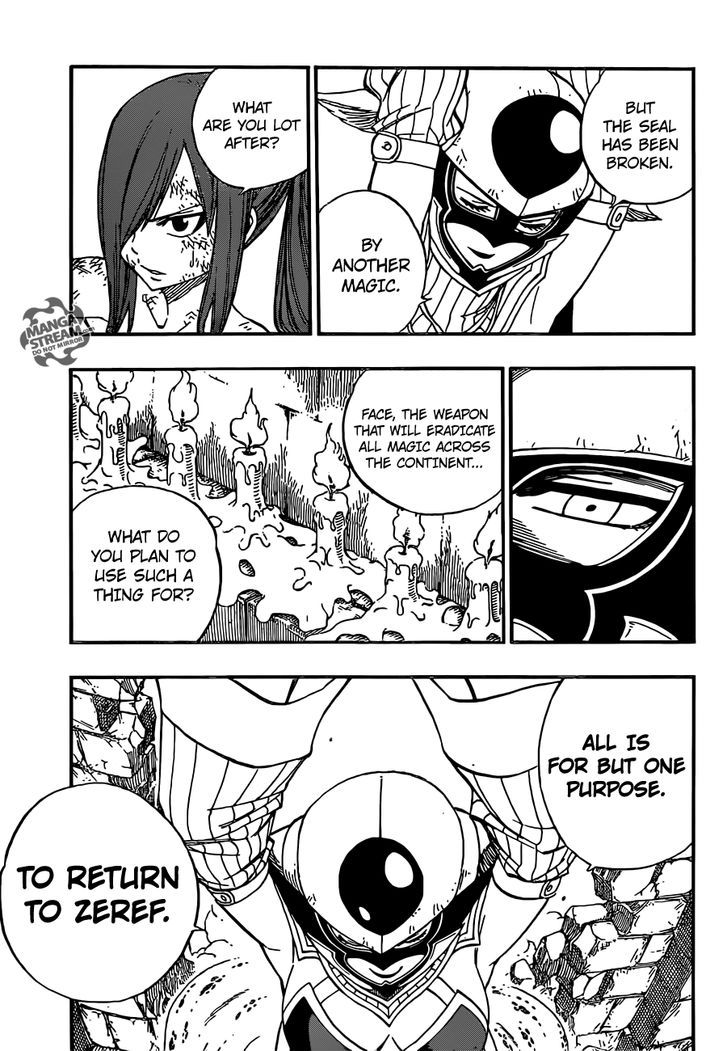 BUT
THE SEAL
HAS BEEN
BROKEN.
BY
ANOTHER
MAGIC.
WHAT
ARE YOU LOT
AFTER?
MANGA
STREAM.com
DO NOT MIRROR
FACE, THE WEAPON
THAT WILL ERADICATE
ALL MAGIC ACROSS
THE CONTINENT...
WHAT DO
YOU PLAN TO
USE SUCH A
THING FOR?
ALL IS
FOR BUT ONE
PURPOSE.
TO RETURN
TO ZEREF.